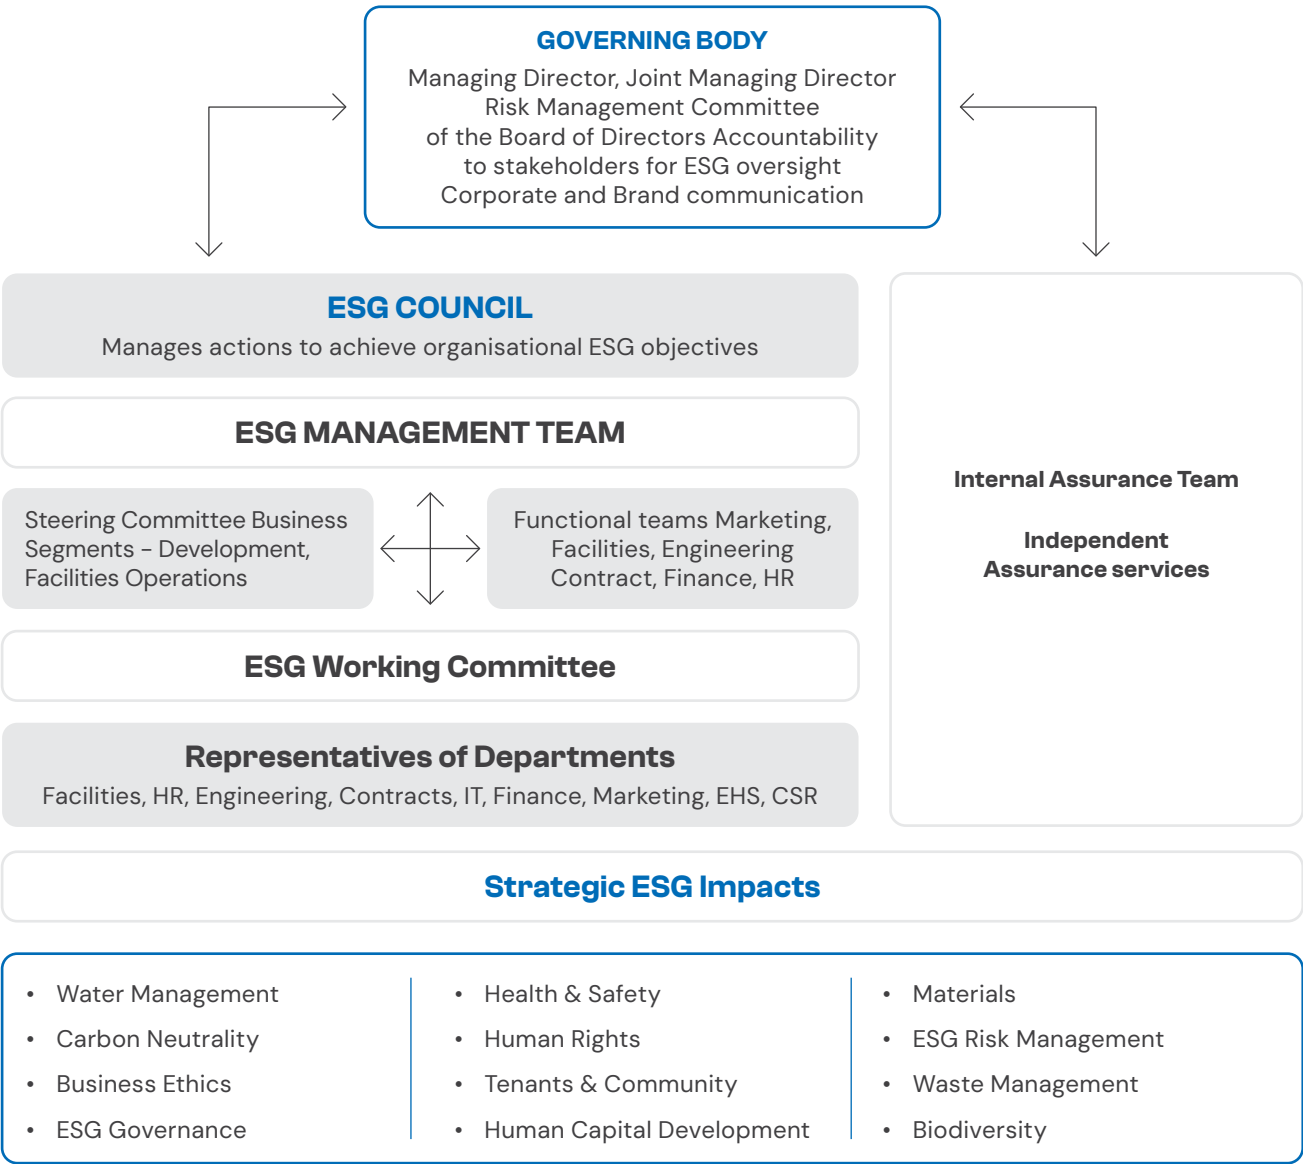 GOVERNING BODY
Managing Director, Joint Managing Director
Risk Management Committee
of the Board of Directors Accountability
to stakeholders for ESG oversight
Corporate and Brand communication
ESG COUNCIL
Manages actions to achieve organisational ESG objectives
ESG MANAGEMENT TEAM
Steering Committee Business
Segments – Development,
Facilities Operations
Functional teams Marketing,
Facilities, Engineering
Contract, Finance, HR
ESG Working Committee
Representatives of Departments
Facilities, HR, Engineering, Contracts, IT, Finance, Marketing, EHS, CSR
Internal Assurance Team
Independent
Assurance services
Strategic ESG Impacts
• Water Management
• Carbon Neutrality
• Business Ethics
• ESG Governance
• Health & Safety
• Human Rights
• Tenants & Community
• Human Capital Development
• Materials
• ESG Risk Management
• Waste Management
• Biodiversity